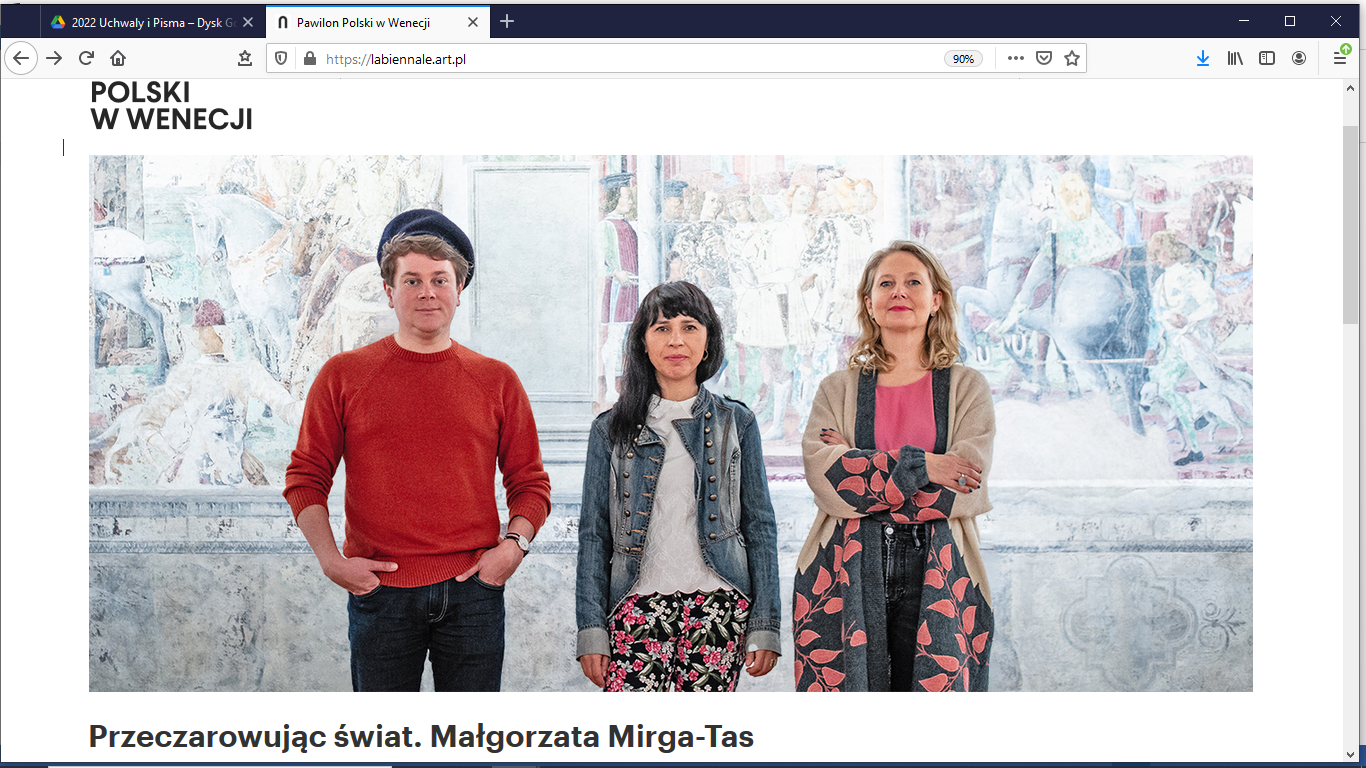 2022 Uchwaly i Pisma – Dysk G
Pawilon Polski w Wenecji
https://labiennale.art.pl
90%
POLSKI
W WENECJI
Przeczarowując świat. Małgorzata Mirga-Tas